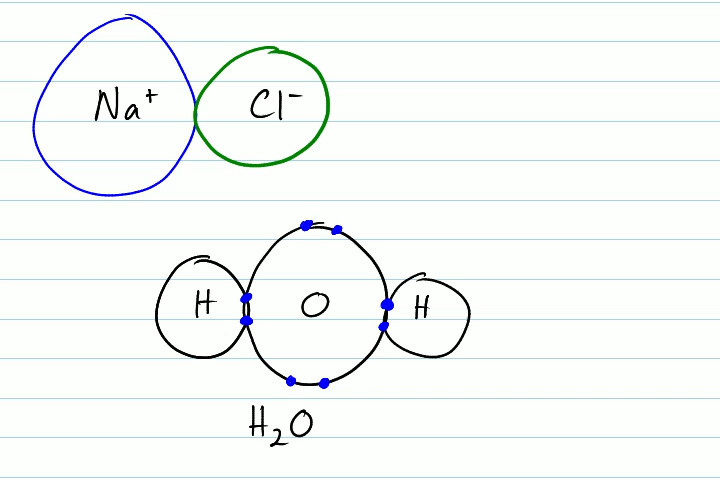 Na⁺ Cl⁻
H O H
H₂O